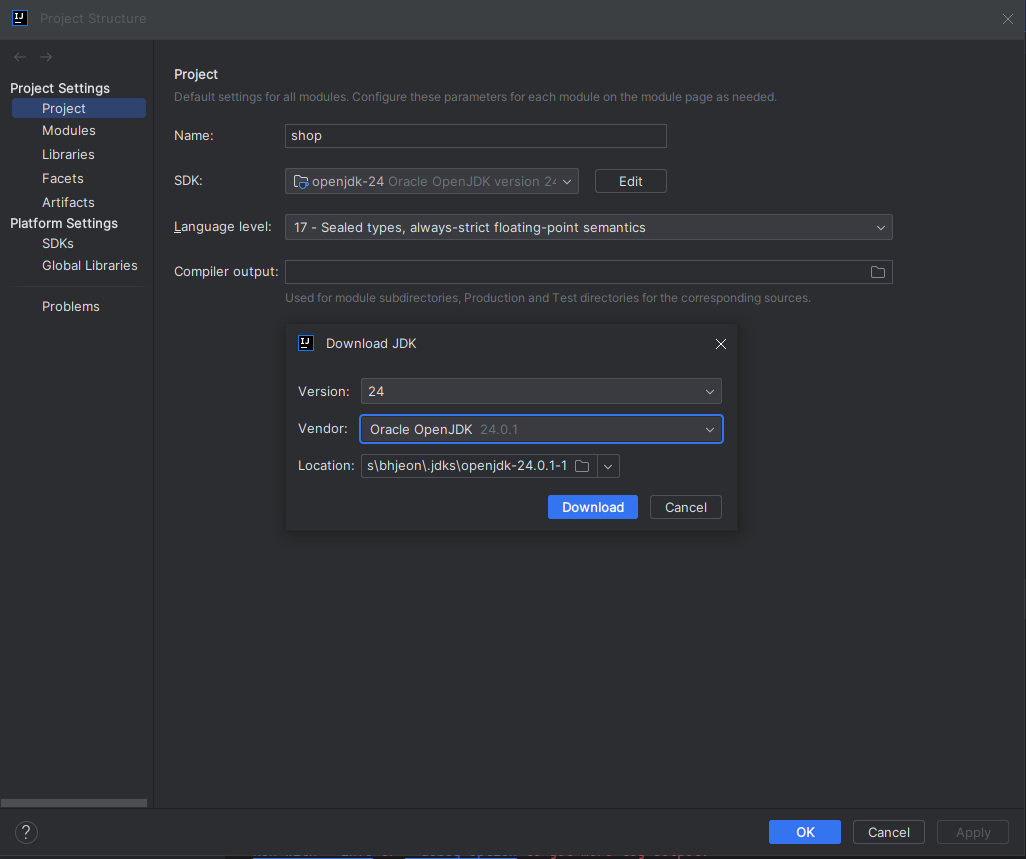 Project Structure
Project Settings
Project
Modules
Libraries
Facets
Artifacts
Platform Settings
SDKs
Global Libraries
Problems
Project
Default settings for all modules. Configure these parameters for each module on the module page as needed.
Name: shop
SDK: openjdk-24 Oracle OpenJDK version 24 Edit
Language level: 17 - Sealed types, always-strict floating-point semantics
Compiler output:
Used for module subdirectories, Production and Test directories for the corresponding sources.
Download JDK
Version: 24
Vendor: Oracle OpenJDK 24.0.1
Location: s\bhjeon\.jdks\openjdk-24.0.1-1
Download Cancel
? OK Cancel Apply